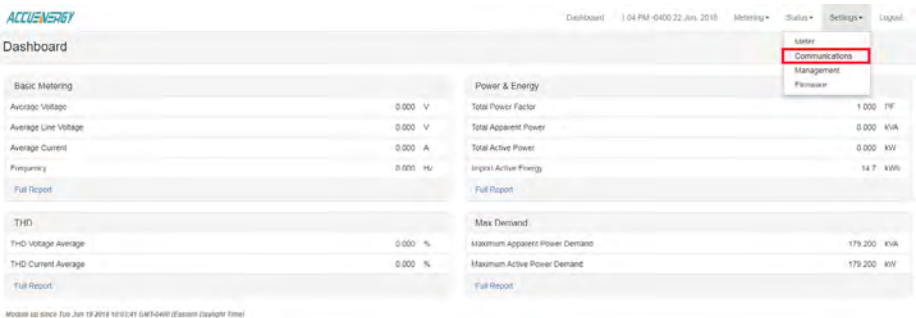 ACCUENERGY
Dashboard 1:04 PM -0400 22 Jun, 2018 Metering Status Settings Logout
Dashboard
Meter
Communications
Management
Firmware
Basic Metering
Average Voltage 0.000 V
Average Line Voltage 0.000 V
Average Current 0.000 A
Frequency 0.000 Hz
Full Report
Power & Energy
Total Power Factor 1.000 PF
Total Apparent Power 0.000 kVA
Total Active Power 0.000 kW
Import Active Energy 14.7 kWh
Full Report
THD
THD Voltage Average 0.000 %
THD Current Average 0.000 %
Full Report
Max Demand
Maximum Apparent Power Demand 179.200 kVA
Maximum Active Power Demand 179.200 kW
Full Report
Module up since Tue Jun 19 2018 10:03:41 GMT-0400 (Eastern Daylight Time)